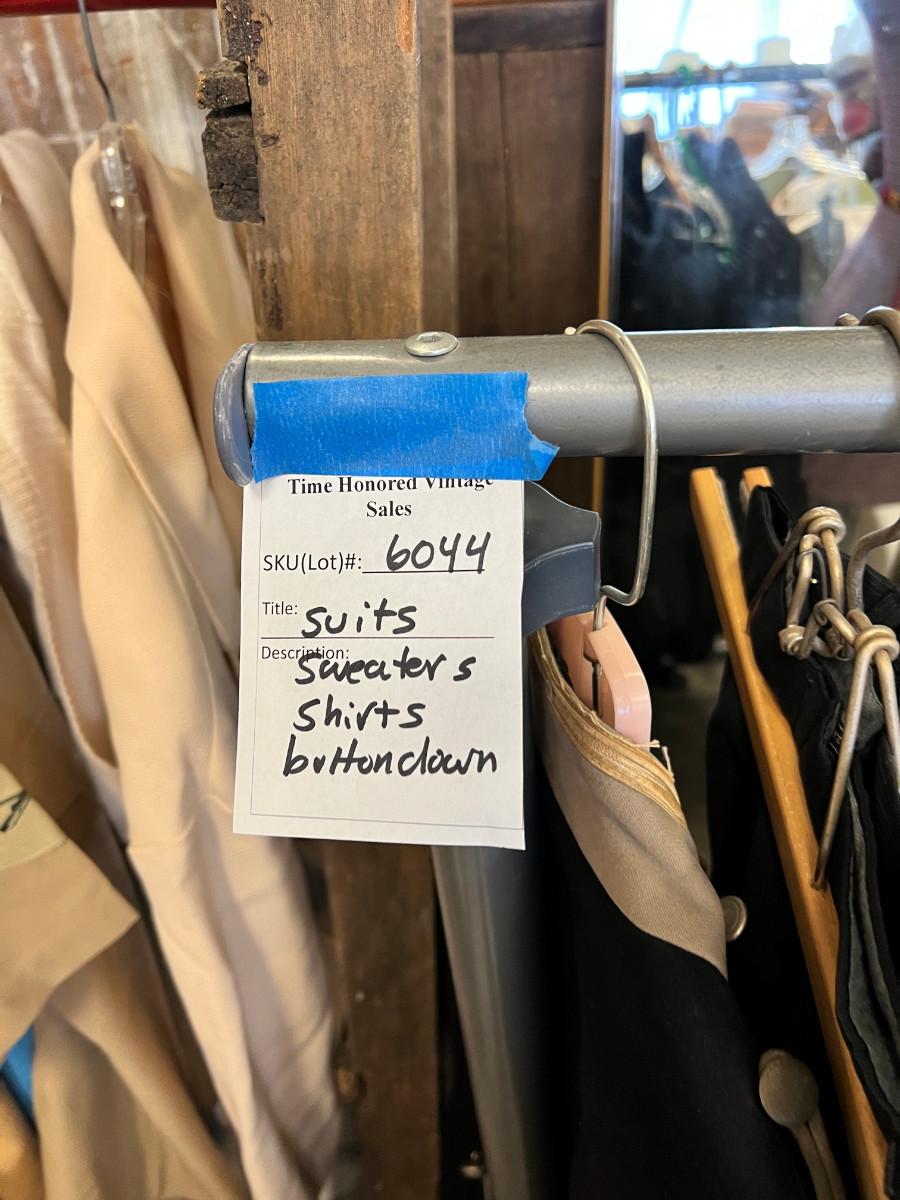 Time Honored Vintage
Sales
SKU(Lot)#: 6044
Title: suits
Description:
Sweaters
Shirts
buttondown